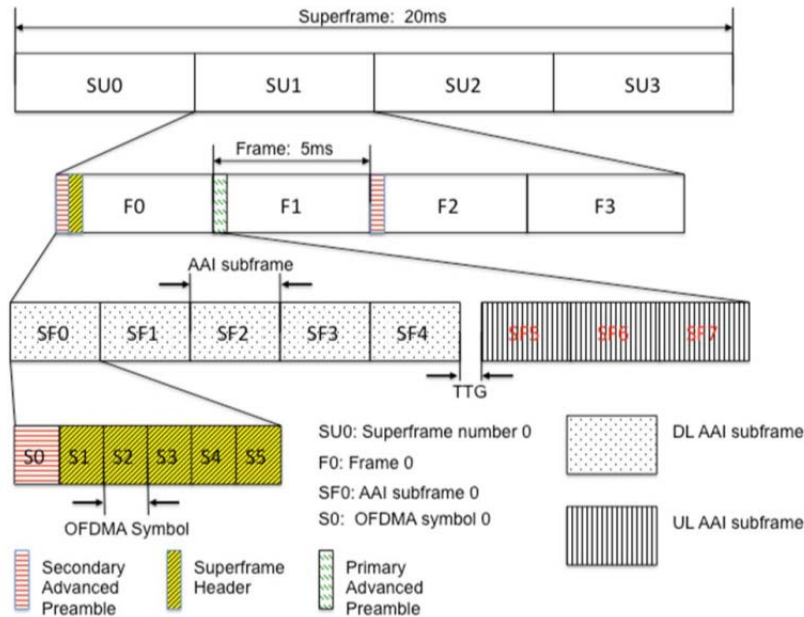 Superframe: 20ms
SU0 SU1 SU2 SU3
Frame: 5ms
F0 F1 F2 F3
AAI subframe
SF0 SF1 SF2 SF3 SF4 SF5 SF6 SF7
TTG
S0 S1 S2 S3 S4 S5
OFDMA Symbol
SU0: Superframe number 0
F0: Frame 0
SF0: AAI subframe 0
S0: OFDMA symbol 0
DL AAI subframe
UL AAI subframe
Secondary
Advanced
Preamble
Superframe
Header
Primary
Advanced
Preamble